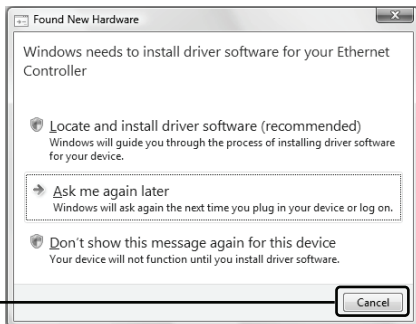 Found New Hardware
Windows needs to install driver software for your Ethernet
Controller
Locate and install driver software (recommended)
Windows will guide you through the process of installing driver software
for your device.
Ask me again later
Windows will ask again the next time you plug in your device or log on.
Don't show this message again for this device
Your device will not function until you install driver software.
Cancel